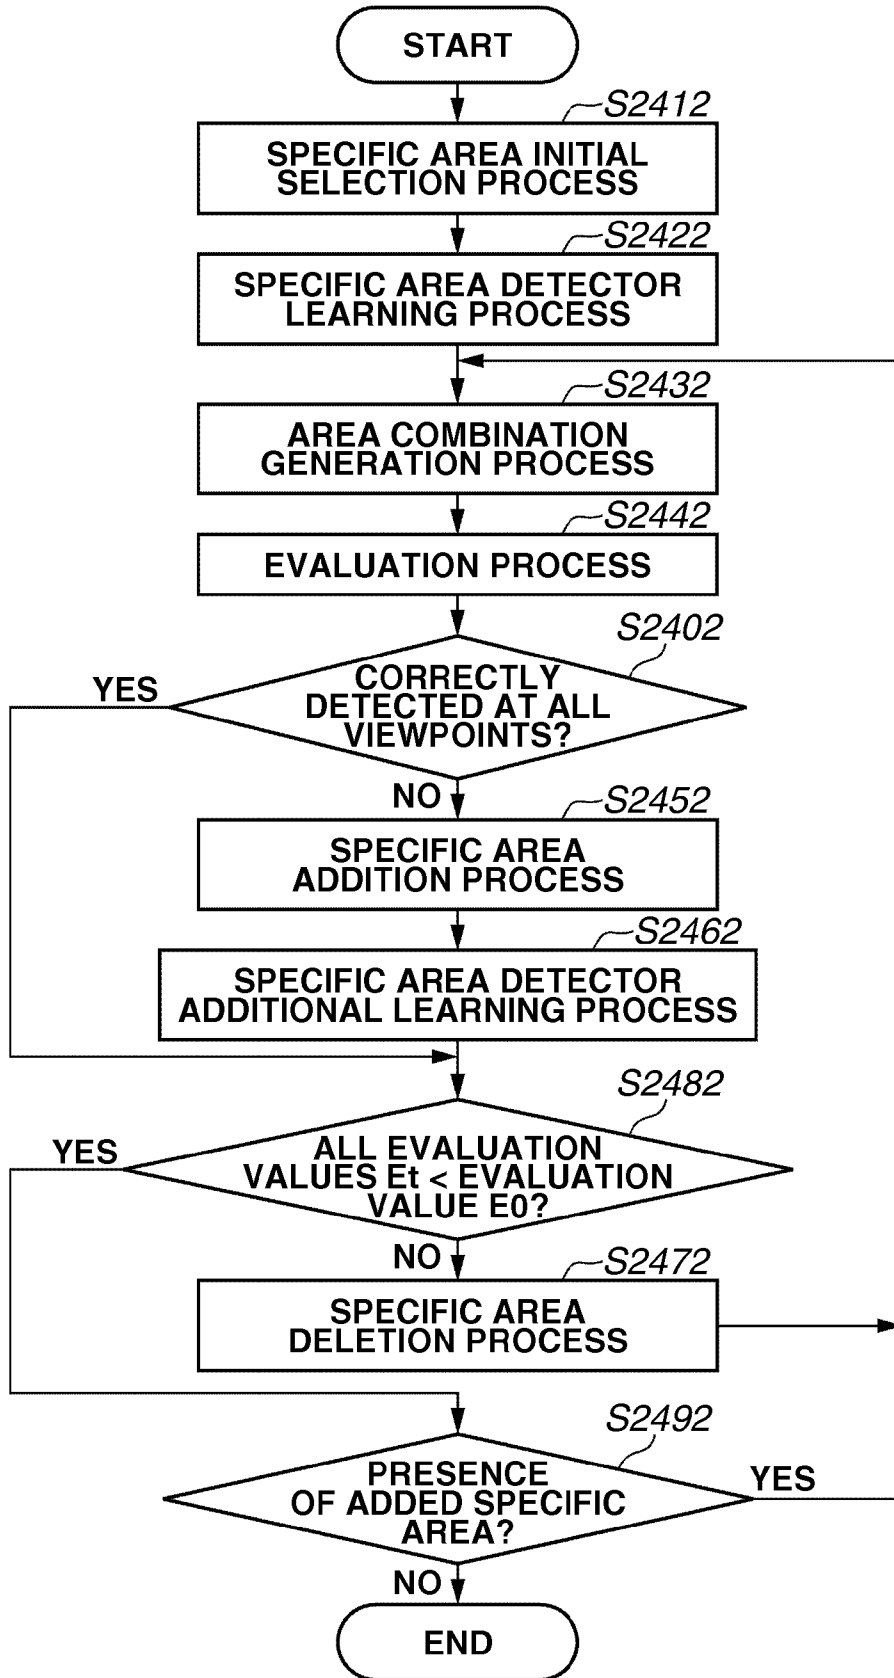 START
S2412
SPECIFIC AREA INITIAL
SELECTION PROCESS
S2422
SPECIFIC AREA DETECTOR
LEARNING PROCESS
S2432
AREA COMBINATION
GENERATION PROCESS
S2442
EVALUATION PROCESS
S2402
YES
CORRECTLY
DETECTED AT ALL
VIEWPOINTS?
NO
S2452
SPECIFIC AREA
ADDITION PROCESS
S2462
SPECIFIC AREA DETECTOR
ADDITIONAL LEARNING PROCESS
S2482
YES
ALL EVALUATION
VALUES Et < EVALUATION
VALUE E0?
NO
S2472
SPECIFIC AREA
DELETION PROCESS
S2492
PRESENCE
OF ADDED SPECIFIC
AREA?
YES
NO
END